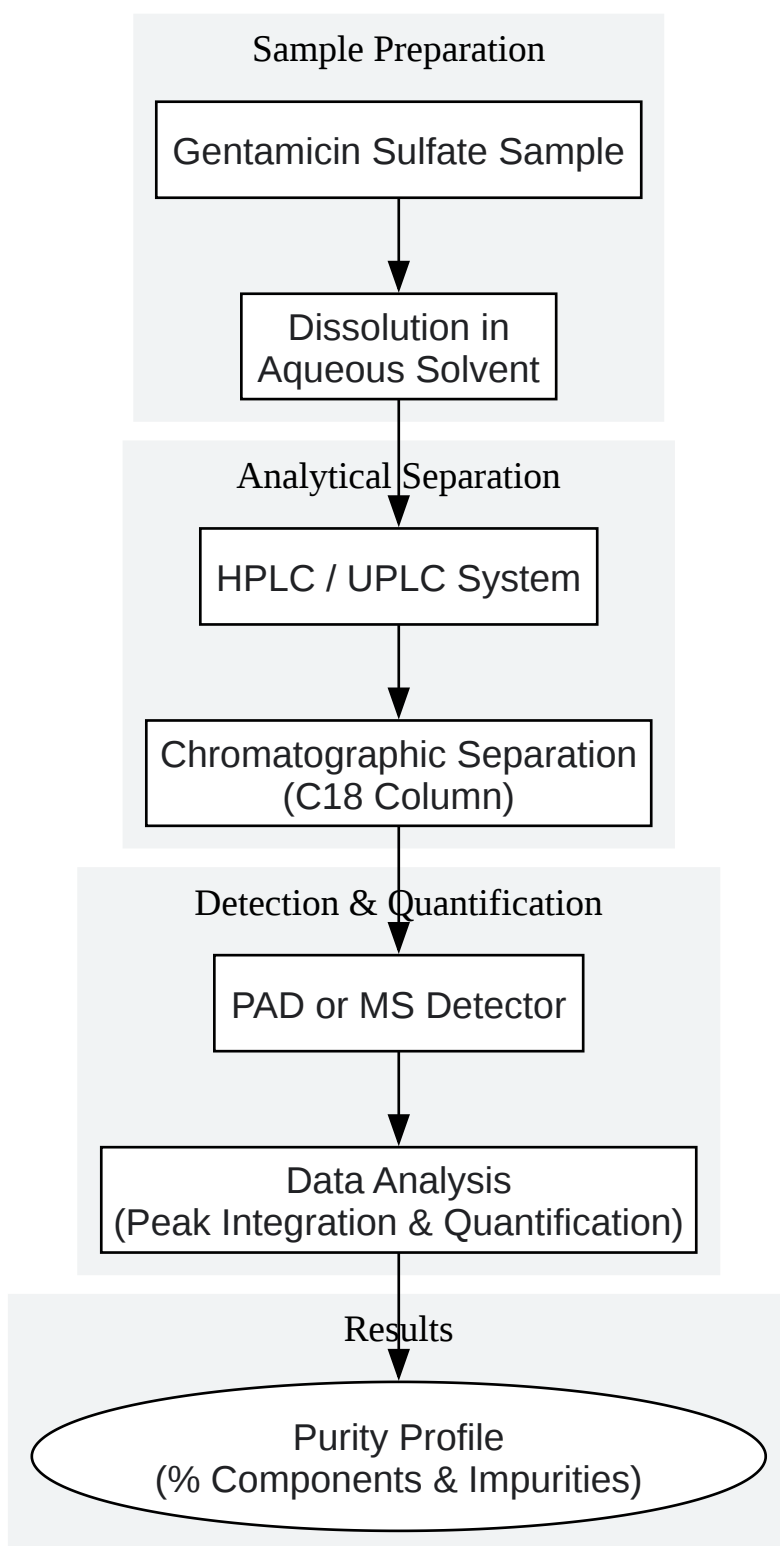 Sample Preparation
Gentamicin Sulfate Sample
Dissolution in
Aqueous Solvent
Analytical Separation
HPLC / UPLC System
Chromatographic Separation
(C18 Column)
Detection & Quantification
PAD or MS Detector
Data Analysis
(Peak Integration & Quantification)
Results
Purity Profile
(% Components & Impurities)